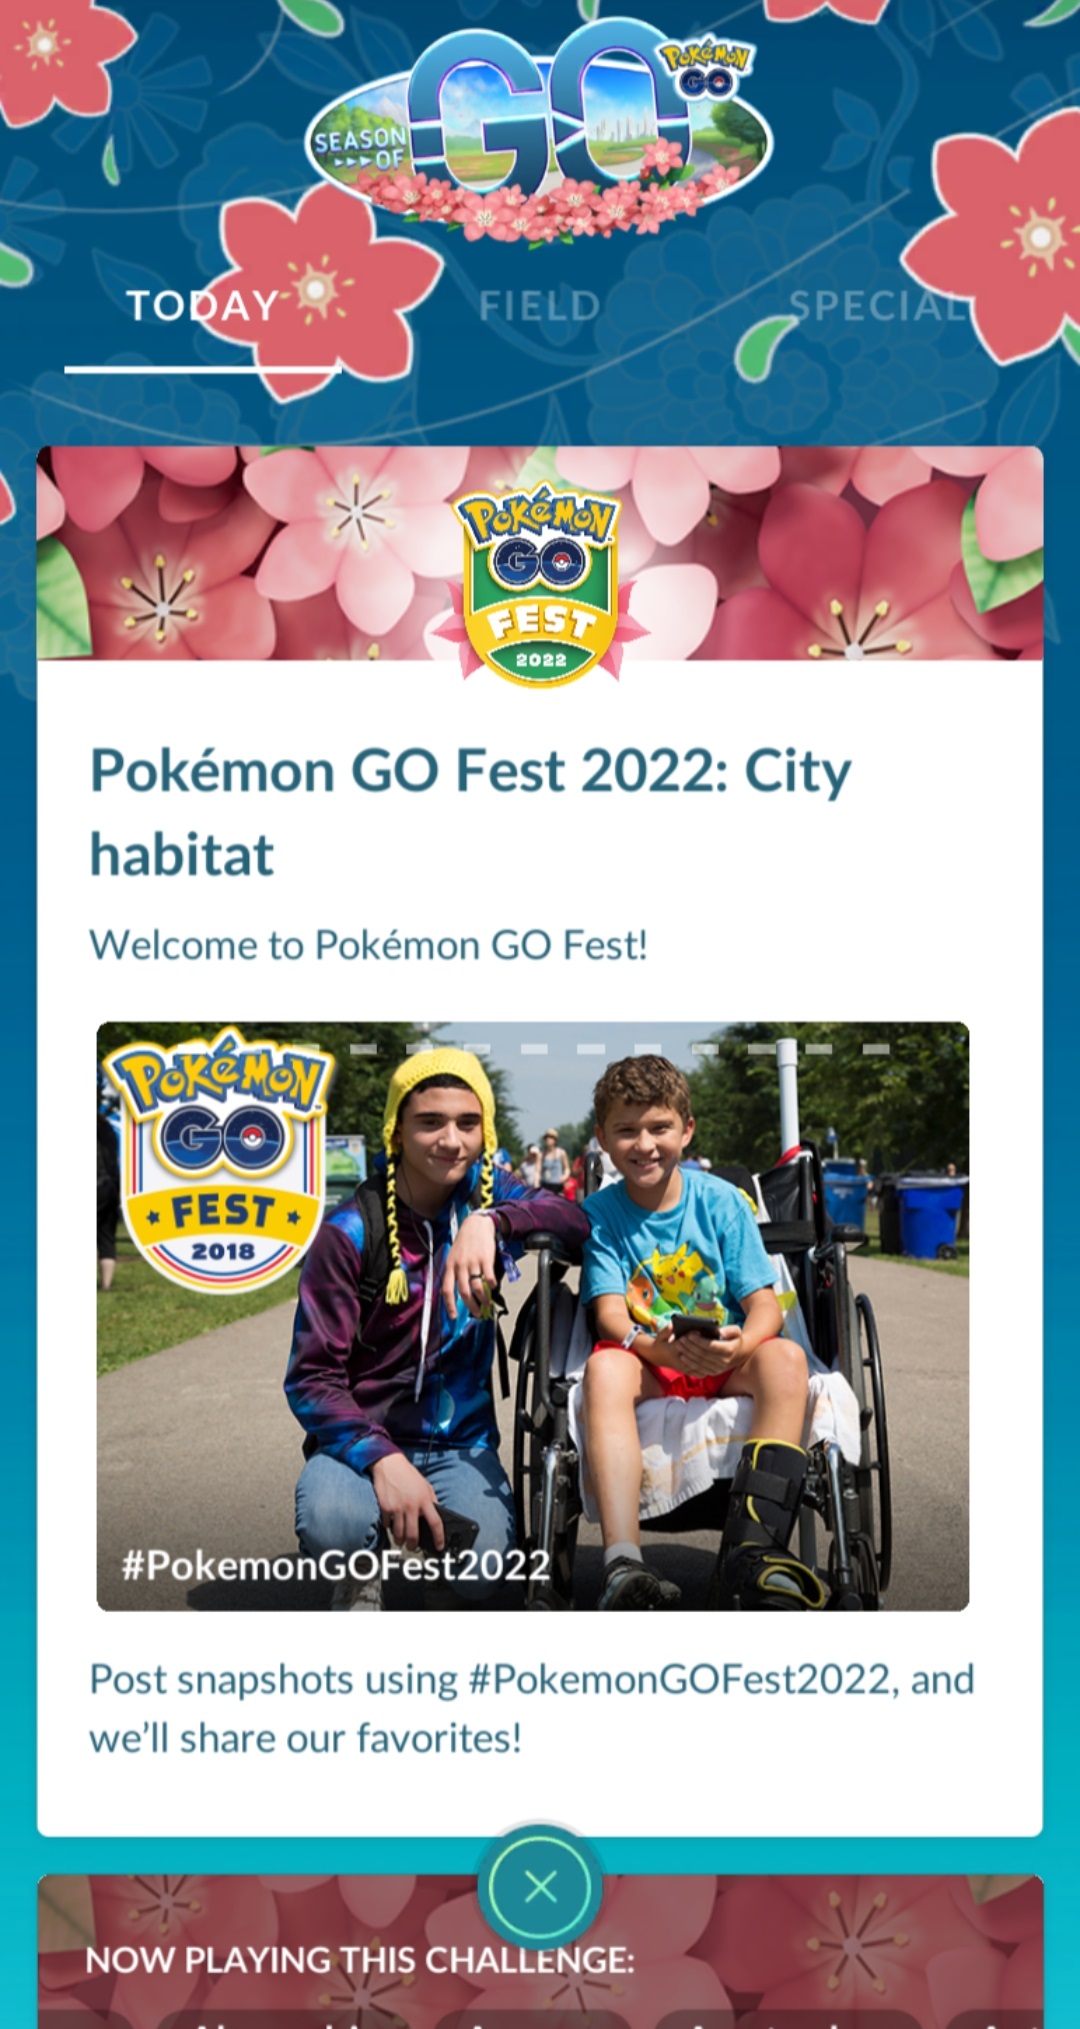 SEASON
OF
GO
POKÉMON
GO
TODAY
FIELD
SPECIAL
POKÉMON
GO
FEST
2022
Pokémon GO Fest 2022: City
habitat
Welcome to Pokémon GO Fest!
POKÉMON
GO
FEST
2018
#PokemonGOFest2022
Post snapshots using #PokemonGOFest2022, and
we’ll share our favorites!
NOW PLAYING THIS CHALLENGE: